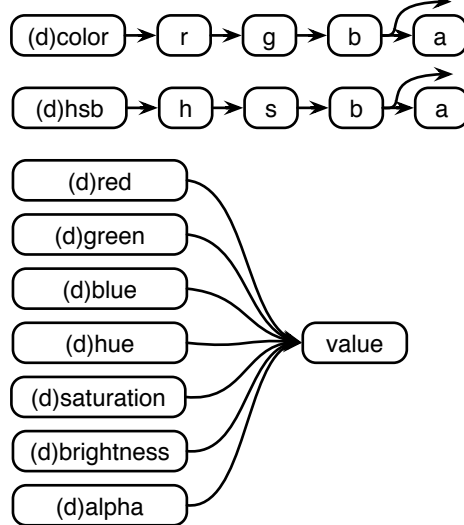 (d)color r g b a
(d)hsb h s b a
(d)red
(d)green
(d)blue
(d)hue value
(d)saturation
(d)brightness
(d)alpha